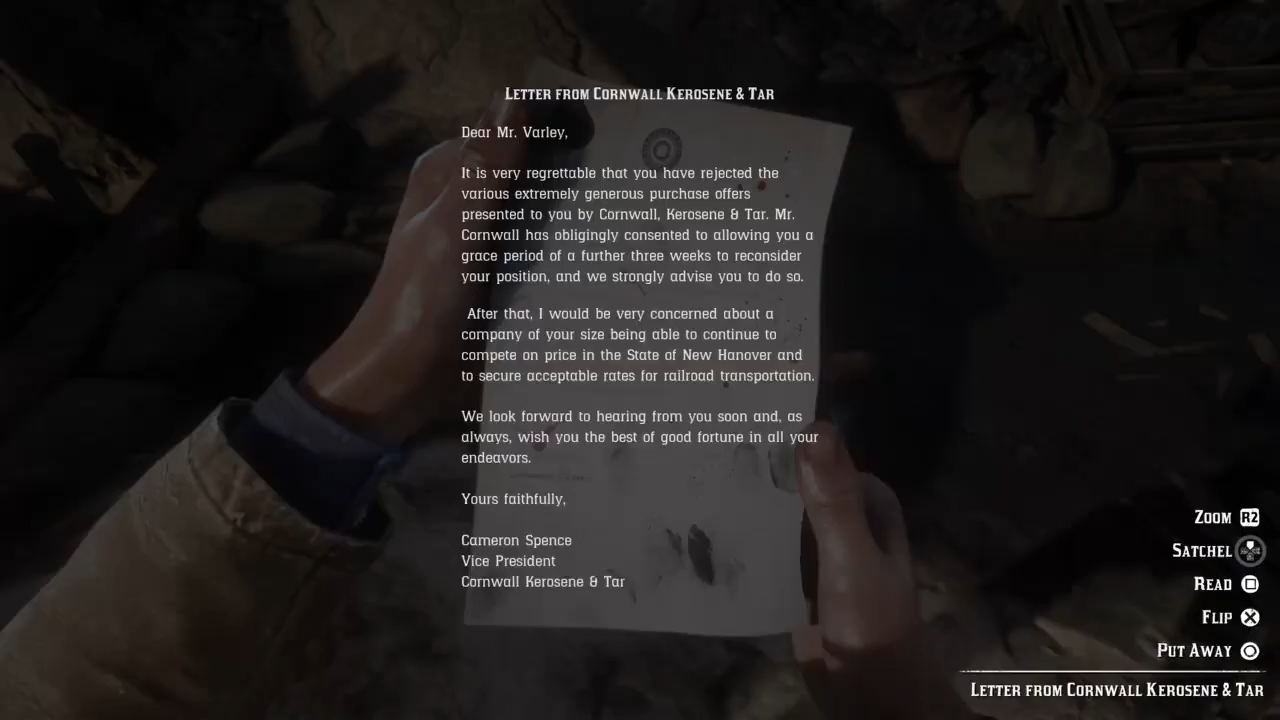 Letter from Cornwall Kerosene & Tar
Dear Mr. Varley,
It is very regrettable that you have rejected the
various extremely generous purchase offers
presented to you by Cornwall, Kerosene & Tar. Mr.
Cornwall has obligingly consented to allowing you a
grace period of a further three weeks to reconsider
your position, and we strongly advise you to do so.
After that, I would be very concerned about a
company of your size being able to continue to
compete on price in the State of New Hanover and
to secure acceptable rates for railroad transportation.
We look forward to hearing from you soon and, as
always, wish you the best of good fortune in all your
endeavors.
Yours faithfully,
Cameron Spence
Vice President
Cornwall Kerosene & Tar
Zoom R2
Satchel
Read
Flip
Put Away
Letter from Cornwall Kerosene & Tar